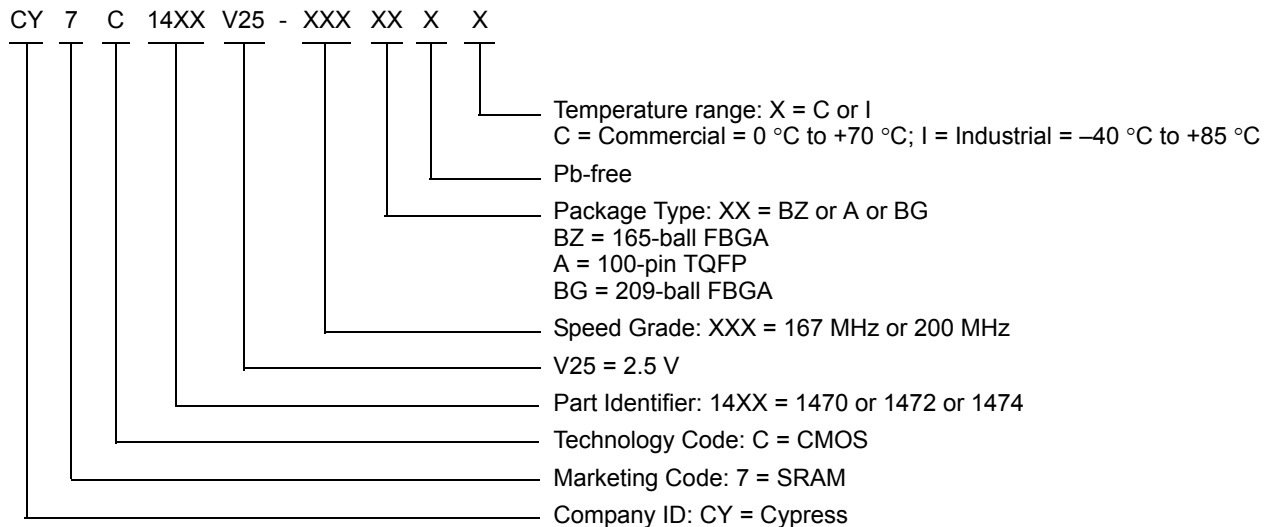 CY 7 C 14XX V25 - XXX XX X X
Temperature range: X = C or I
C = Commercial = 0 °C to +70 °C; I = Industrial = –40 °C to +85 °C
Pb-free
Package Type: XX = BZ or A or BG
BZ = 165-ball FBGA
A = 100-pin TQFP
BG = 209-ball FBGA
Speed Grade: XXX = 167 MHz or 200 MHz
V25 = 2.5 V
Part Identifier: 14XX = 1470 or 1472 or 1474
Technology Code: C = CMOS
Marketing Code: 7 = SRAM
Company ID: CY = Cypress